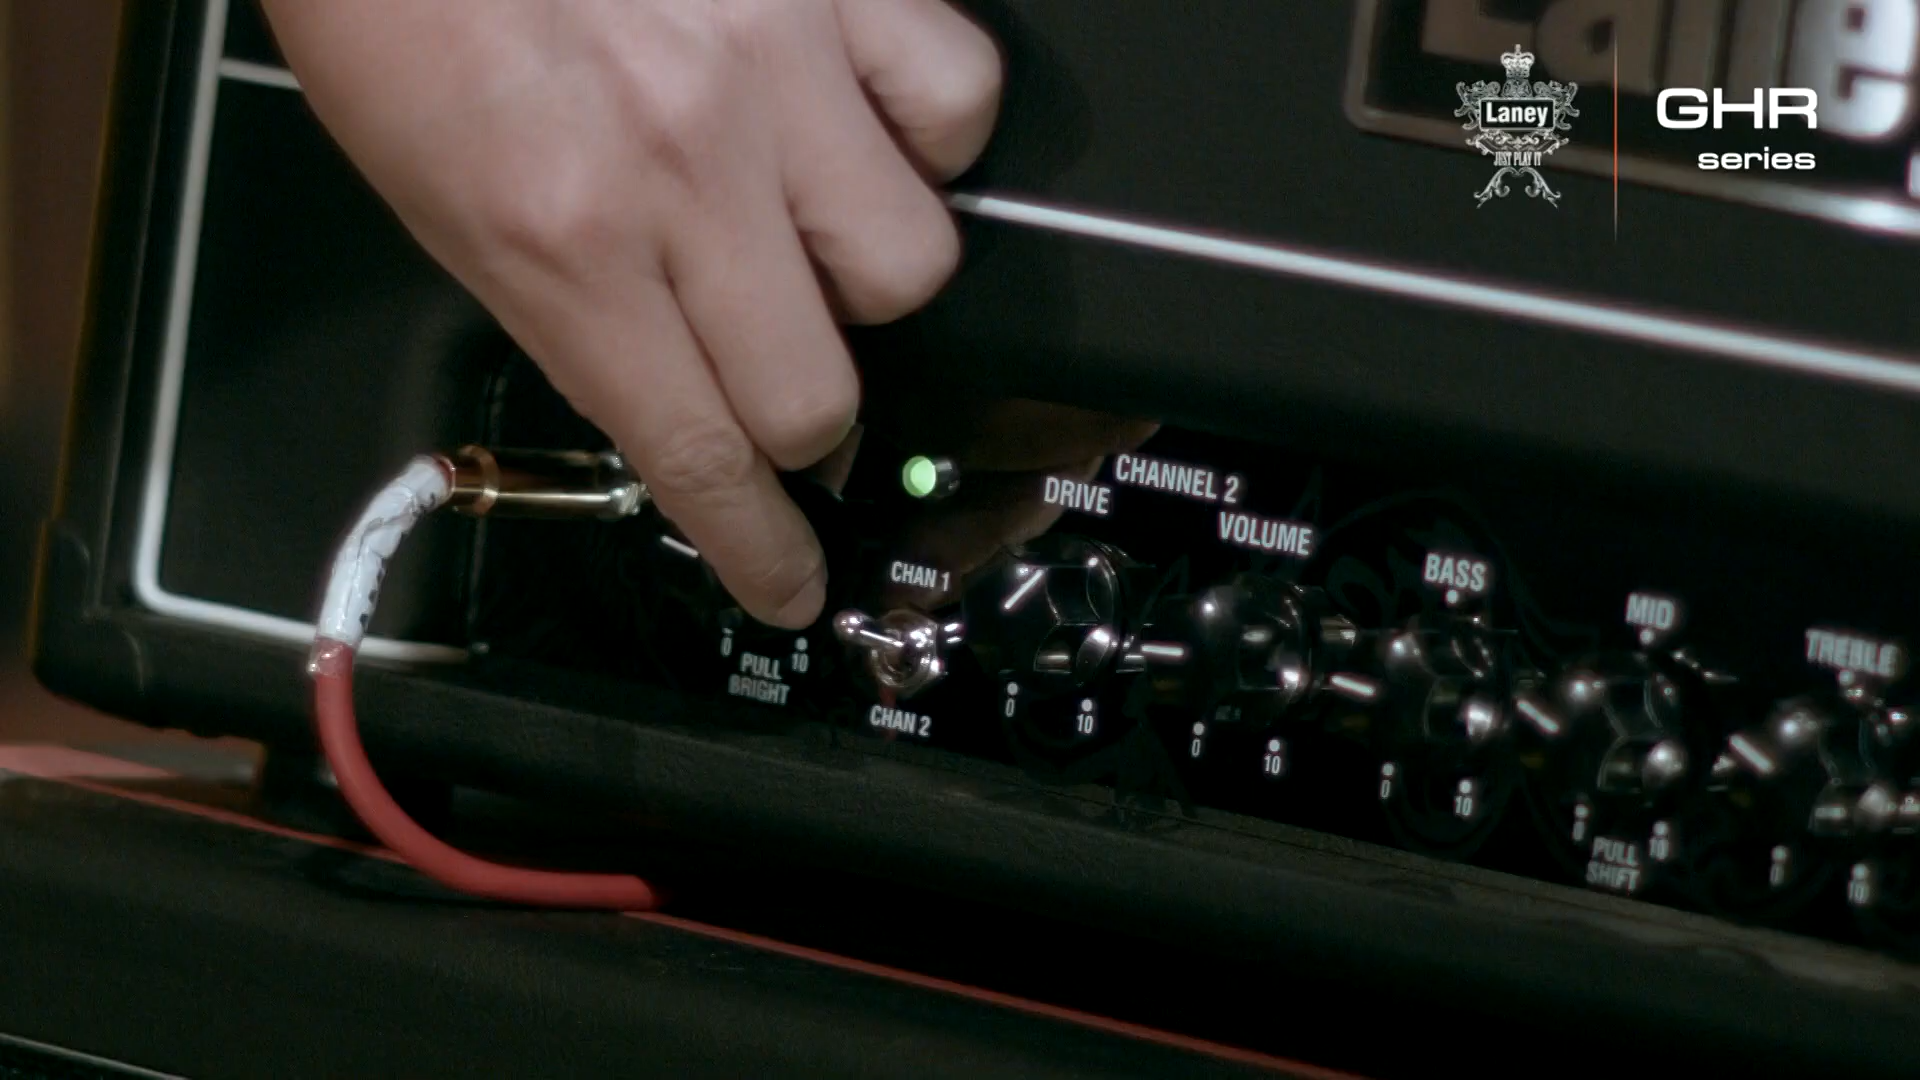 Laney
JUST PLAY IT
GHR
series
CHANNEL 2
DRIVE
VOLUME
BASS
MID
TREBLE
CHAN 1
CHAN 2
0
10
PULL
BRIGHT
0
10
0
10
0
10
0
10
PULL
SHIFT
0
10